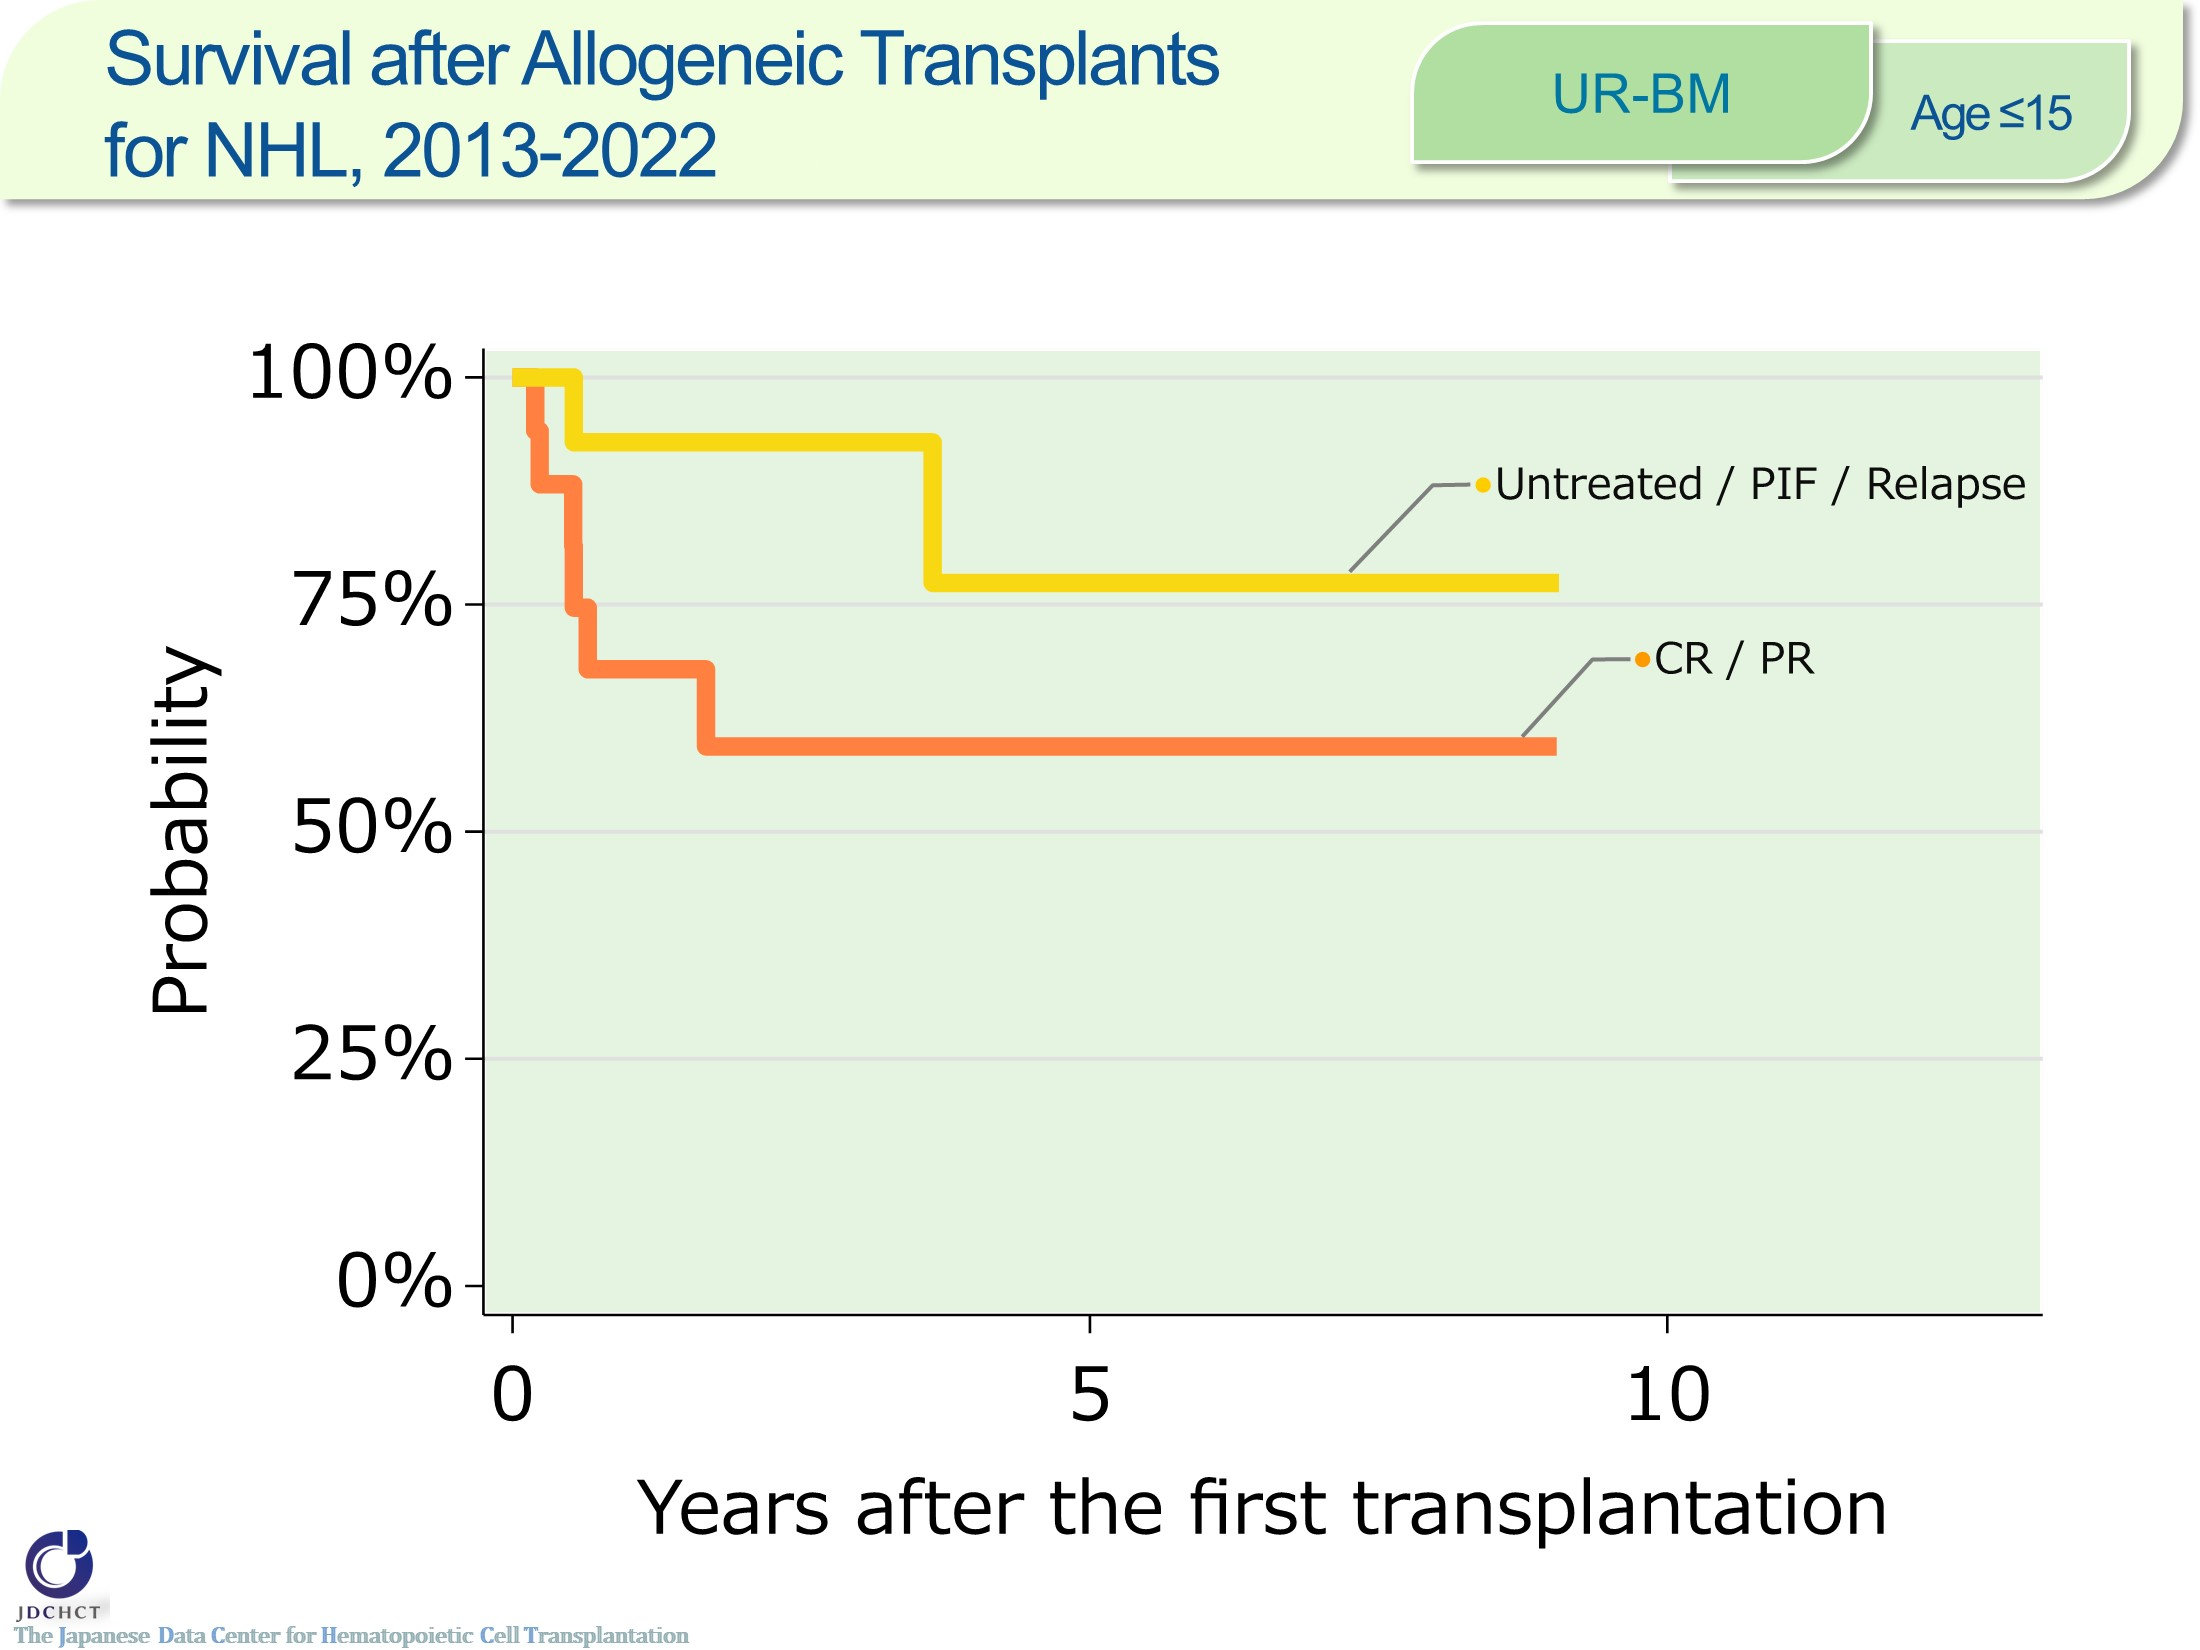 Survival after Allogeneic Transplants
for NHL, 2013-2022
UR-BM
Age ≤15
100%
75%
50%
25%
0%
Probability
Untreated / PIF / Relapse
CR / PR
0 5 10
Years after the first transplantation
JDCHCT
The Japanese Data Center for Hematopoietic Cell Transplantation